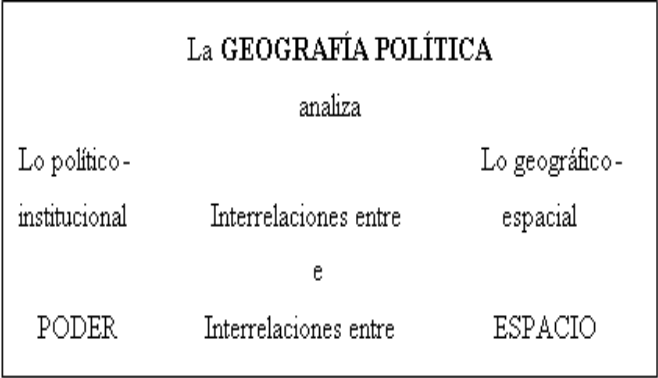 La GEOGRAFÍA POLÍTICA
analiza
Lo político- Lo geográfico-
institucional Interrelaciones entre espacial
e
PODER Interrelaciones entre ESPACIO